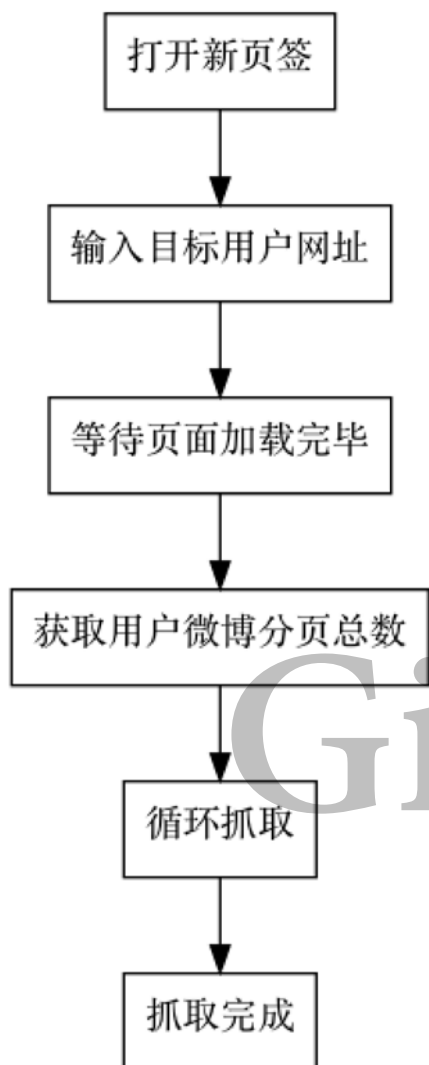 打开新页签
输入目标用户网址
等待页面加载完毕
获取用户微博分页总数
Gi
循环抓取
抓取完成